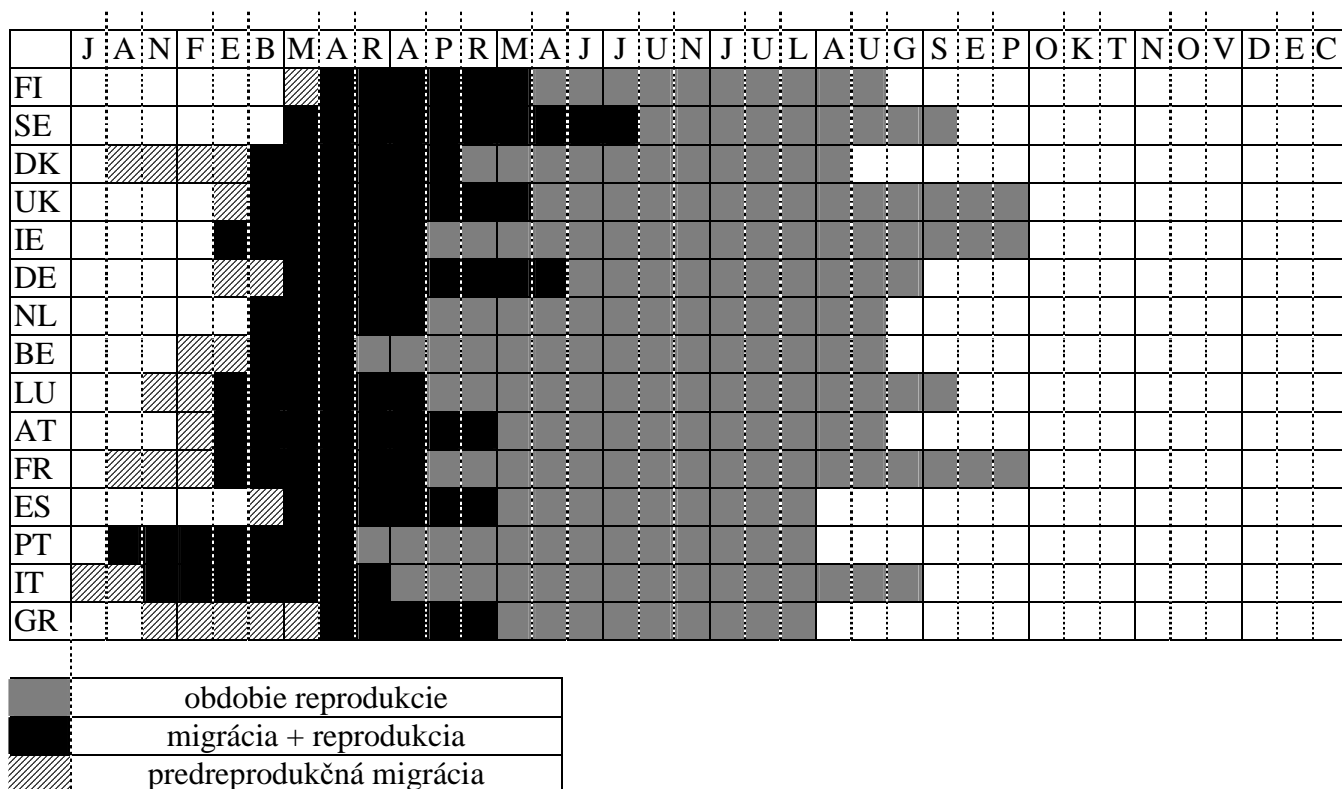 J A N F E B M A R A P R M A J J U N J U L A U G S E P O K T N O V D E C
FI
SE
DK
UK
IE
DE
NL
BE
LU
AT
FR
ES
PT
IT
GR
obdobie reprodukcie
migrácia + reprodukcia
predreprodukčná migrácia